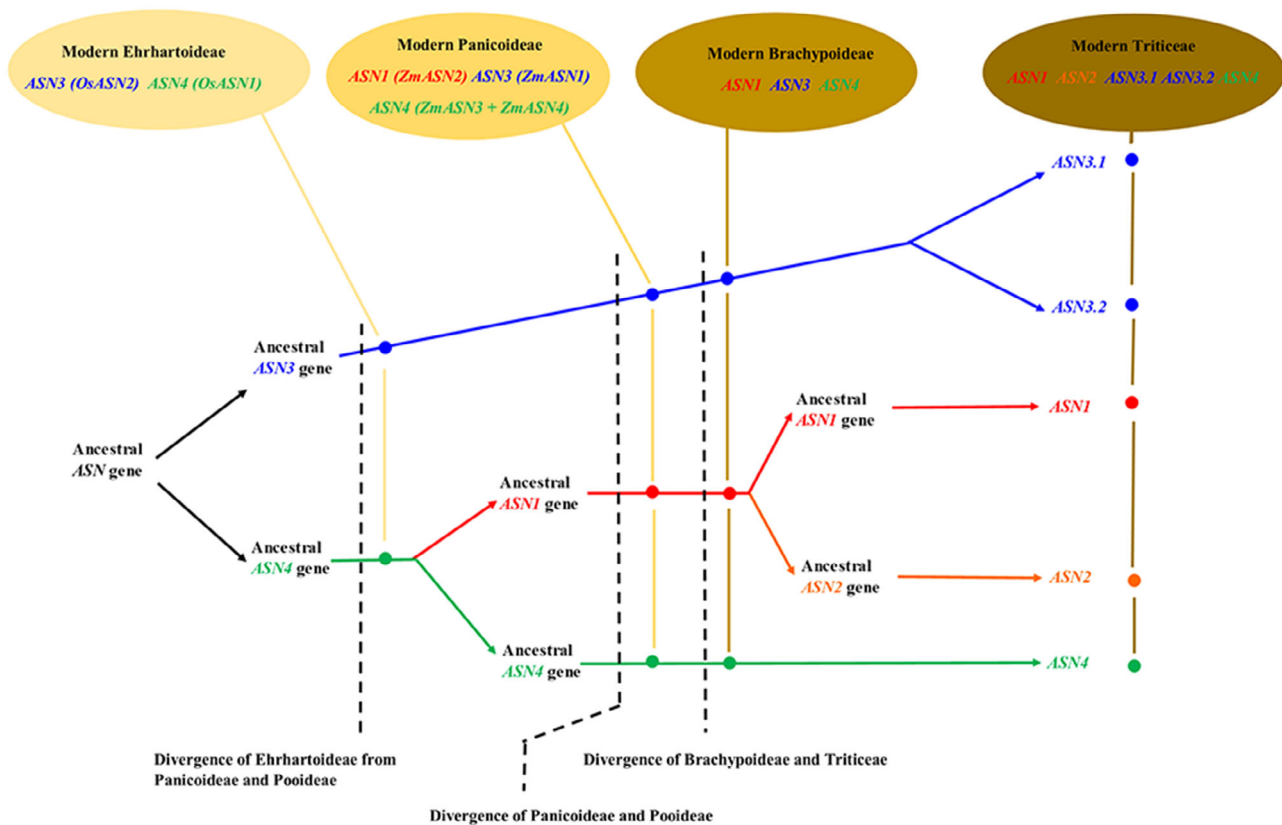 Modern Ehrhartoideae
ASN3 (OsASN2) ASN4 (OsASN1)
Modern Panicoideae
ASN1 (ZmASN2) ASN3 (ZmASN1)
ASN4 (ZmASN3 + ZmASN4)
Modern Brachypoideae
ASN1 ASN3 ASN4
Modern Triticeae
ASN1 ASN2 ASN3.1 ASN3.2 ASN4
ASN3.1
ASN3.2
Ancestral
ASN3 gene
Ancestral
ASN1 gene
ASN1
Ancestral
ASN gene
Ancestral
ASN1 gene
Ancestral
ASN4 gene
Ancestral
ASN2 gene
ASN2
Ancestral
ASN4 gene
ASN4
Divergence of Ehrhartoideae from
Panicoideae and Pooideae
Divergence of Brachypoideae and Triticeae
Divergence of Panicoideae and Pooideae